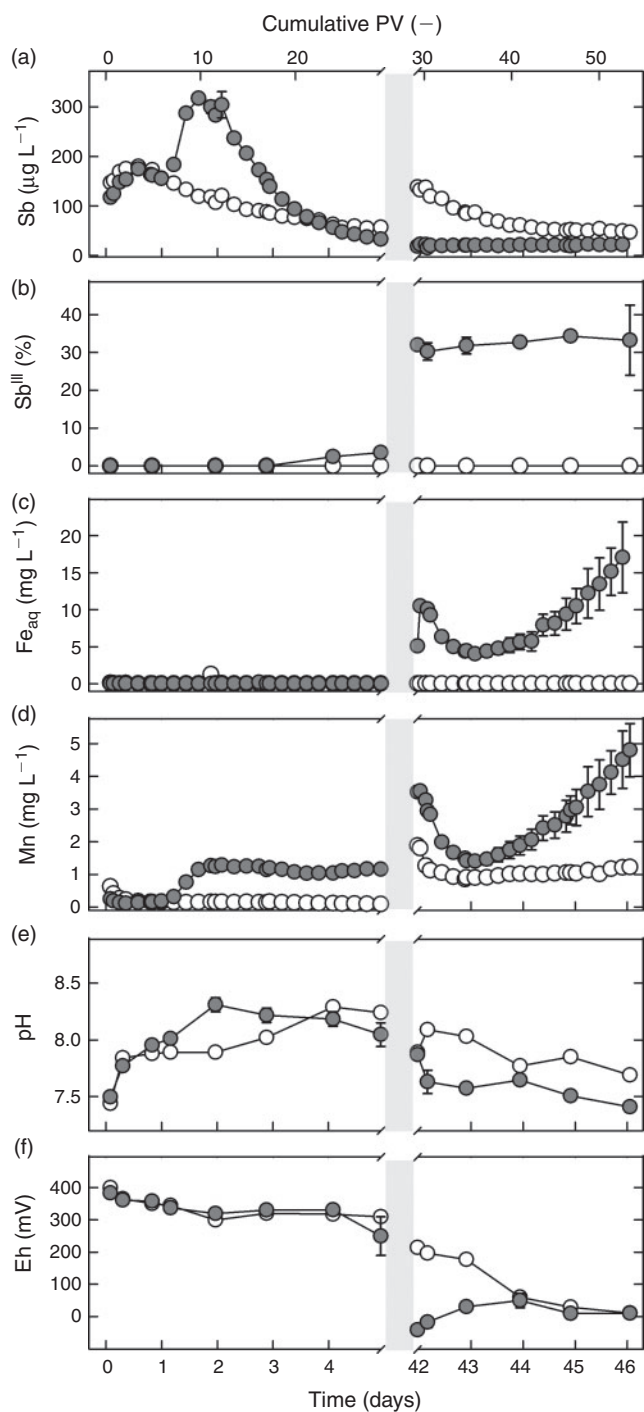 Cumulative PV (−)
0 10 20 30 40 50
(a)
Sb (µg L−1)
300
200
100
0
(b)
SbIII (%)
40
30
20
10
0
(c)
Feaq (mg L−1)
20
15
10
5
0
(d)
Mn (mg L−1)
5
4
3
2
1
0
(e)
pH
8.5
8.0
7.5
(f)
Eh (mV)
400
300
200
100
0
0 1 2 3 4 42 43 44 45 46
Time (days)